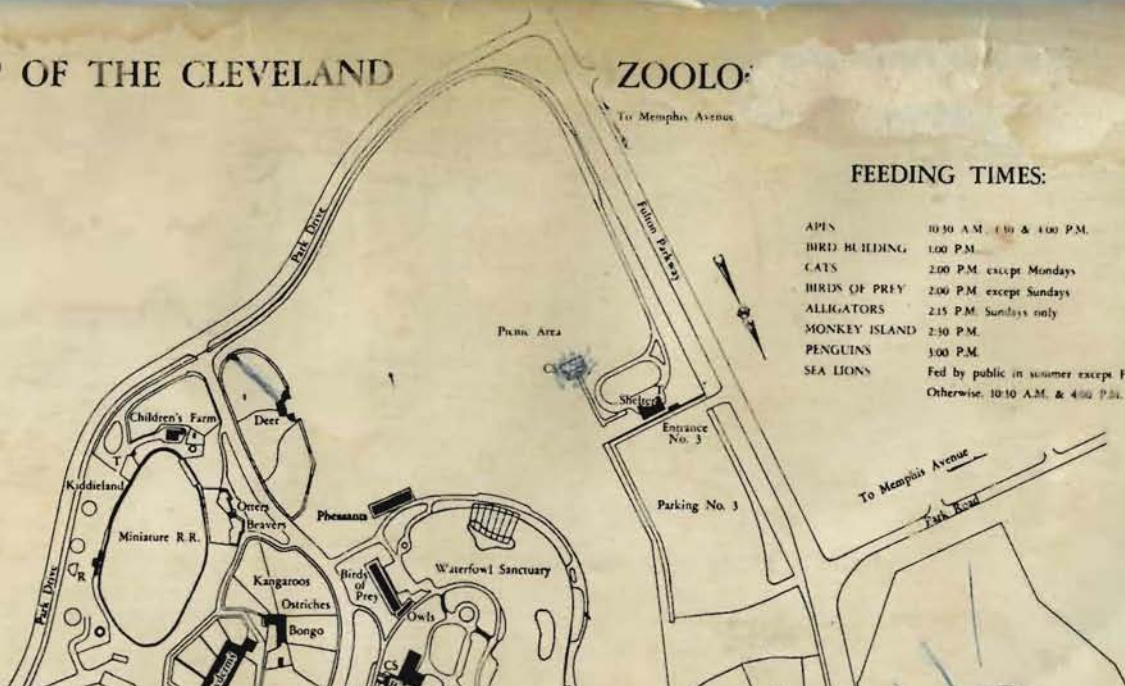 OF THE CLEVELAND ZOOLO
To Memphis Avenue
FEEDING TIMES:
APES 10:30 A.M. & 4:00 P.M.
BIRD BUILDING 1:00 P.M.
CATS 2:00 P.M. except Mondays
BIRDS OF PREY 2:00 P.M. except Sundays
ALLIGATORS 2:15 P.M. Sundays only
MONKEY ISLAND 2:30 P.M.
PENGUINS 3:00 P.M.
SEA LIONS Fed by public in summer except
Otherwise, 10:30 A.M. & 4:00 P.M.
Park Drive
Fulton Parkway
Picnic Area
CS
T
Shelter
Entrance
No. 3
Children's Farm
Deer
T
Kiddieland
Otters
Beavers
Pheasants
Parking No. 3
To Memphis Avenue
Park Road
Miniature R.R.
R
Park Drive
Kangaroos
Ostriches
Bongo
Birds
of
Prey
Waterfowl Sanctuary
Owls
CS